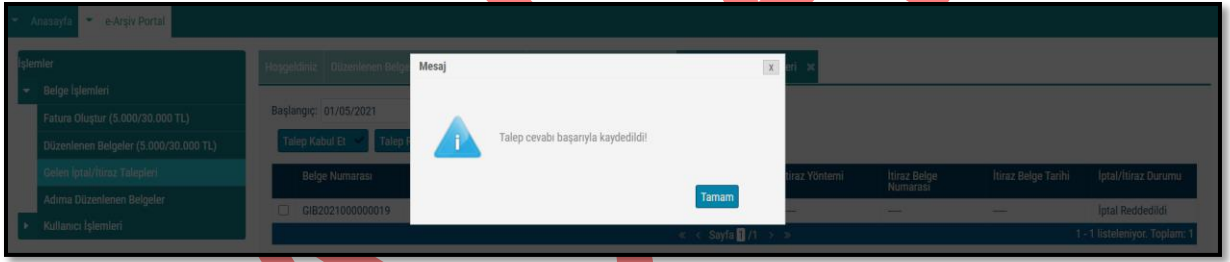 Anasayfa e-Arşiv Portal
İşlemler
Belge İşlemleri
Fatura Oluştur (5.000/30.000 TL)
Düzenlenen Belgeler (5.000/30.000 TL)
Gelen İptal/İtiraz Talepleri
Adıma Düzenlenen Belgeler
Kullanıcı İşlemleri
Hoşgeldiniz Düzenlenen Belge eri ×
Başlangıç: 01/05/2021
Talep Kabul Et Talep
Mesaj x
Talep cevabı başarıyla kaydedildi!
Tamam
Belge Numarası tiraz Yöntemi İtiraz Belge Numarası İtiraz Belge Tarihi İptal/İtiraz Durumu
GIB2021000000019 ---- ---- ---- İptal Reddedildi
« < Sayfa 1 /1 > »
1 - 1 listeleniyor. Toplam: 1